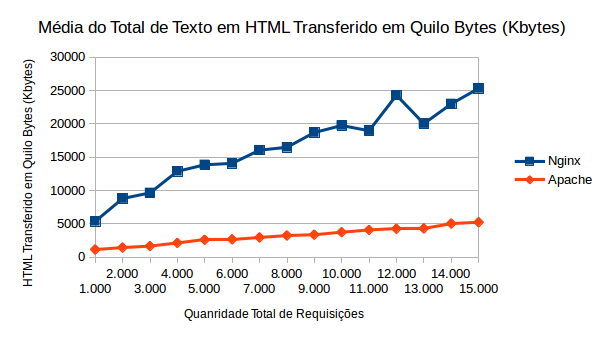 Média do Total de Texto em HTML Transferido em Quilo Bytes (Kbytes)
HTML Transferido em Quilo Bytes (Kbytes)
30000
25000
20000
15000
10000
5000
0
Nginx
Apache
2.000 4.000 6.000 8.000 10.000 12.000 14.000
1.000 3.000 5.000 7.000 9.000 11.000 13.000 15.000
Quanridade Total de Requisições